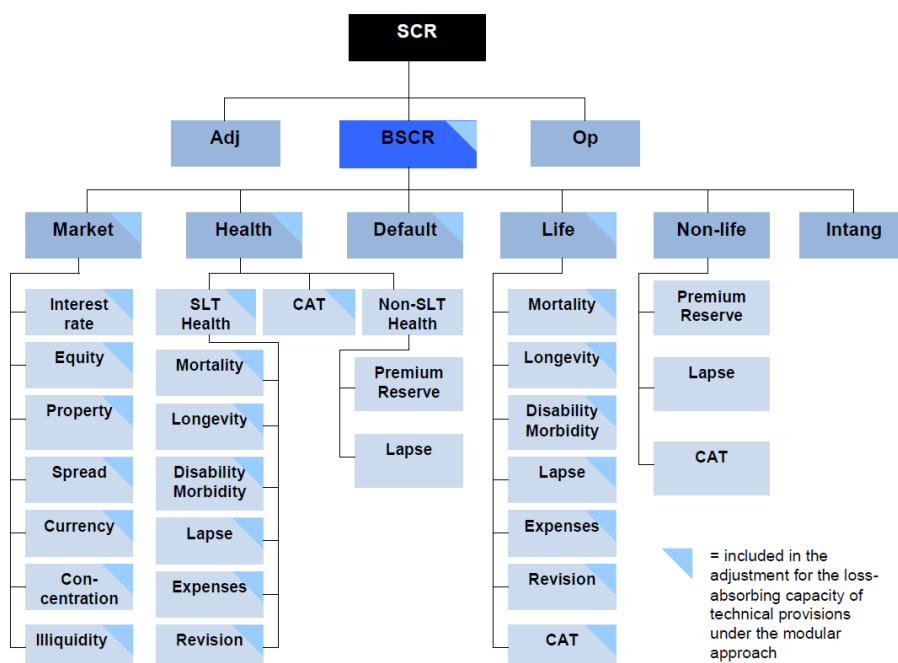 SCR
Adj
BSCR
Op
Market
Health
Default
Life
Non-life
Intang
Interest
rate
Equity
Property
Spread
Currency
Con-
centration
Illiquidity
SLT
Health
CAT
Non-SLT
Health
Mortality
Longevity
Disability
Morbidity
Lapse
Expenses
Revision
Premium
Reserve
Lapse
Mortality
Longevity
Disability
Morbidity
Lapse
Expenses
Revision
CAT
Premium
Reserve
Lapse
CAT
= included in the
adjustment for the loss-
absorbing capacity of
technical provisions
under the modular
approach